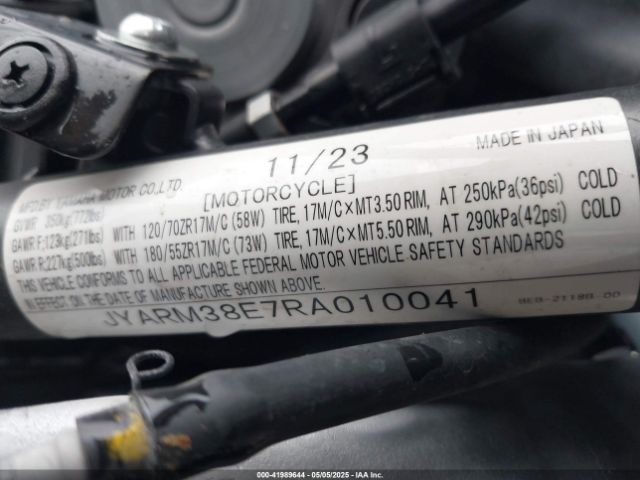 11/23
MADE IN JAPAN
MFD.BY YAMAHA MOTOR CO.,LTD.
[MOTORCYCLE]
GVWR 350kg(772lbs)
GAWR F:123kg(271lbs) WITH 120/70ZR17M/C (58W) TIRE, 17M/C×MT3.50 RIM, AT 250kPa(36psi) COLD
GAWR R:227kg(500lbs) WITH 180/55ZR17M/C (73W) TIRE, 17M/C×MT5.50 RIM, AT 290kPa(42psi) COLD
THIS VEHICLE CONFORMS TO ALL APPLICABLE FEDERAL MOTOR VEHICLE SAFETY STANDARDS
IN EFFECT ON THE DATE OF MANUFACTURE SHOWN ABOVE.
JYARM38E7RA010041
000-41989644 - 05/05/2025 - IAA Inc.